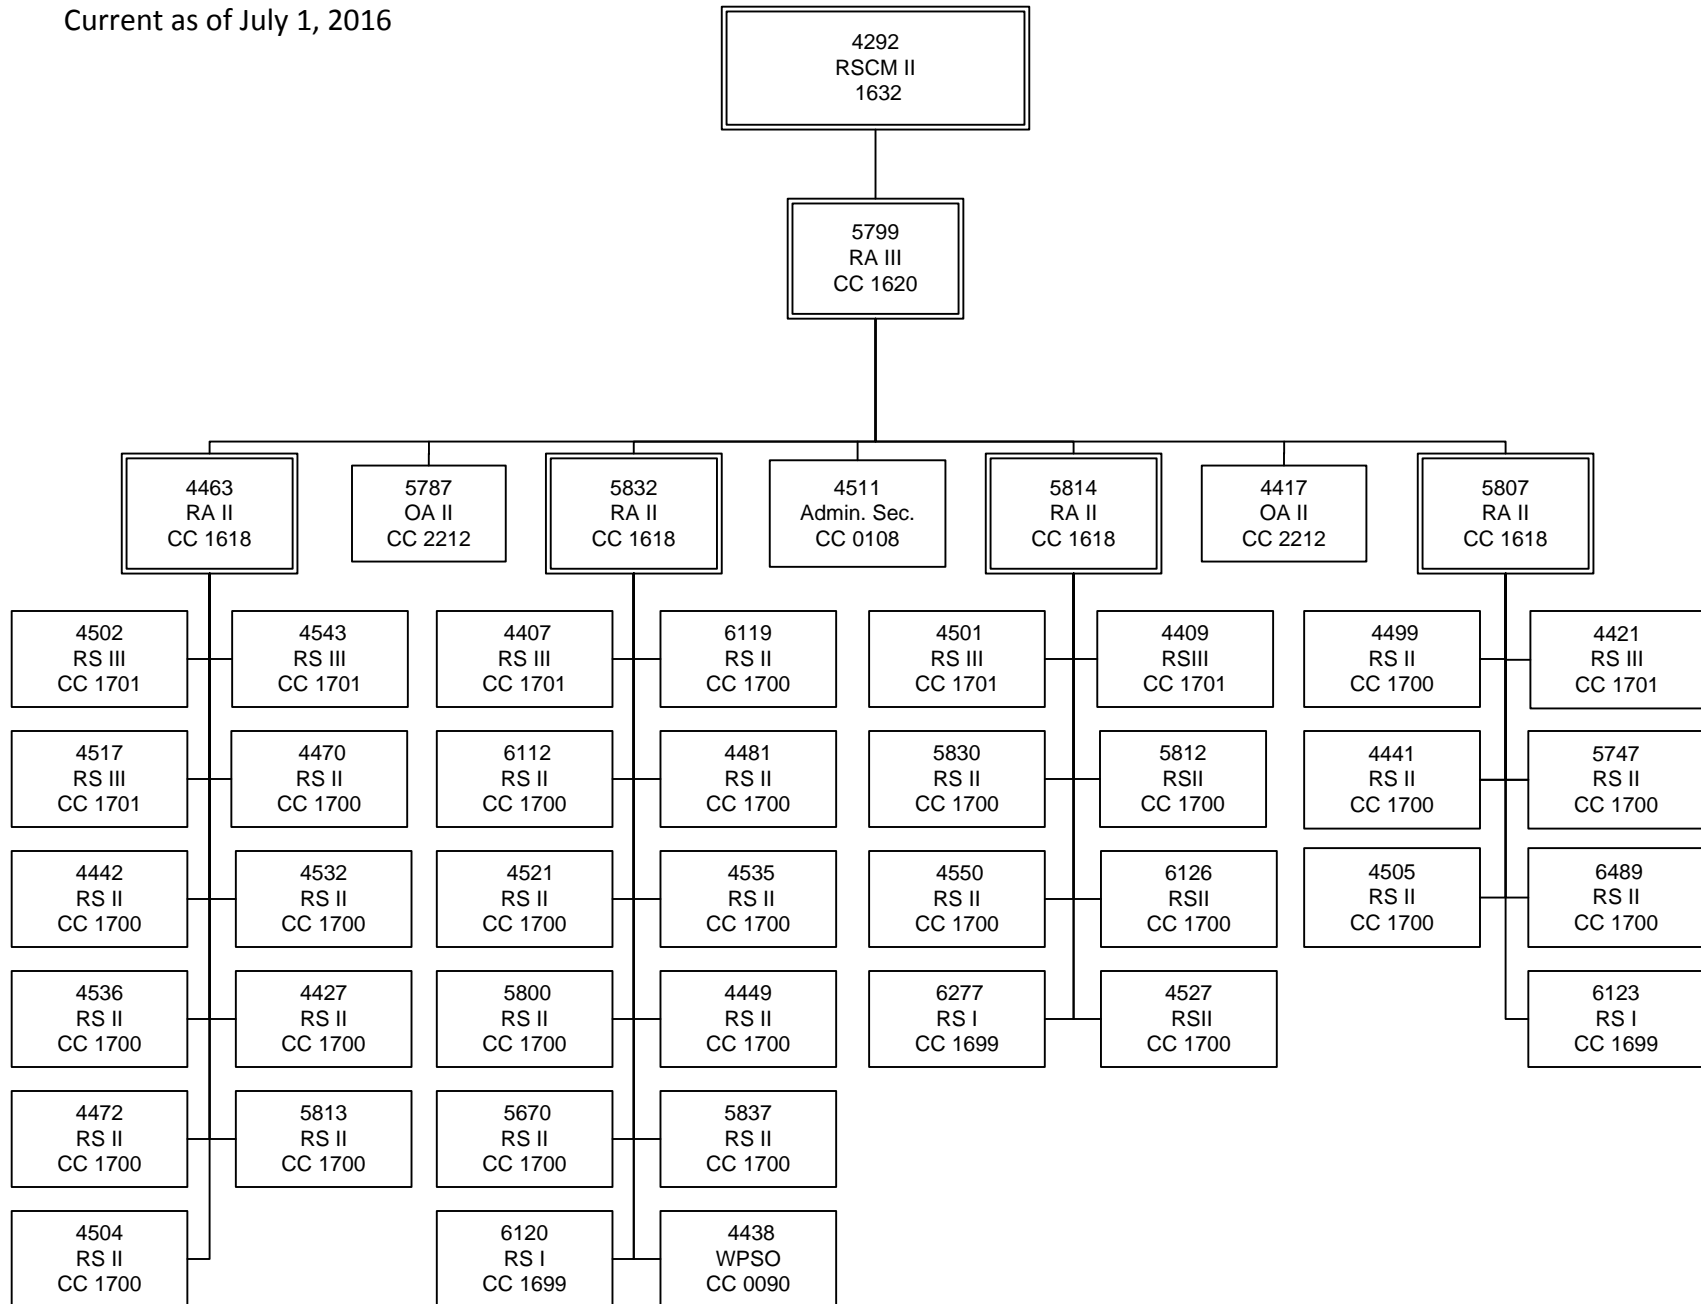 Current as of July 1, 2016
4292
RSCM II
1632
5799
RA III
CC 1620
4463
RA II
CC 1618
5787
OA II
CC 2212
5832
RA II
CC 1618
4511
Admin. Sec.
CC 0108
5814
RA II
CC 1618
4417
OA II
CC 2212
5807
RA II
CC 1618
4502
RS III
CC 1701
4543
RS III
CC 1701
4407
RS III
CC 1701
6119
RS II
CC 1700
4501
RS III
CC 1701
4409
RSIII
CC 1701
4499
RS II
CC 1700
4421
RS III
CC 1701
4517
RS III
CC 1701
4470
RS II
CC 1700
6112
RS II
CC 1700
4481
RS II
CC 1700
5830
RS II
CC 1700
5812
RSII
CC 1700
4441
RS II
CC 1700
5747
RS II
CC 1700
4442
RS II
CC 1700
4532
RS II
CC 1700
4521
RS II
CC 1700
4535
RS II
CC 1700
4550
RS II
CC 1700
6126
RSII
CC 1700
4505
RS II
CC 1700
6489
RS II
CC 1700
4536
RS II
CC 1700
4427
RS II
CC 1700
5800
RS II
CC 1700
4449
RS II
CC 1700
6277
RS I
CC 1699
4527
RSII
CC 1700
6123
RS I
CC 1699
4472
RS II
CC 1700
5813
RS II
CC 1700
5670
RS II
CC 1700
5837
RS II
CC 1700
4504
RS II
CC 1700
6120
RS I
CC 1699
4438
WPSO
CC 0090